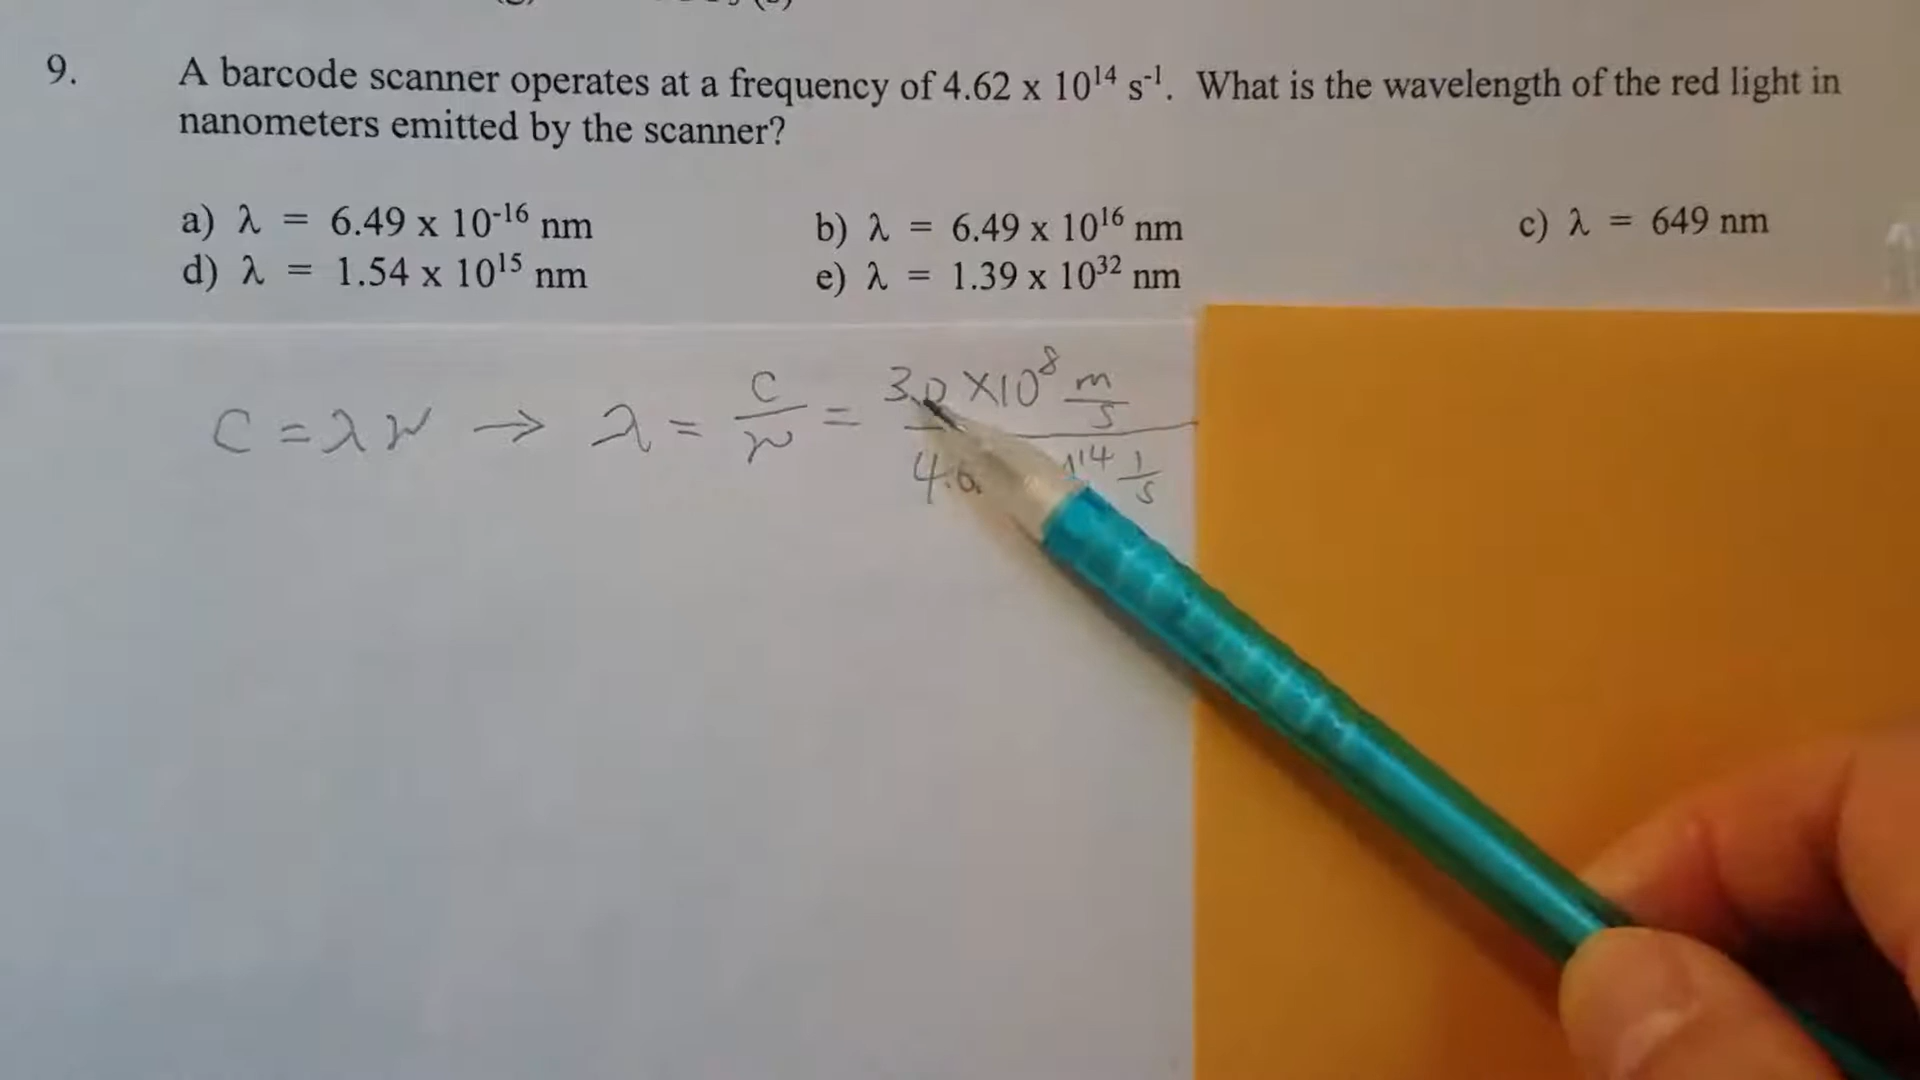 9. A barcode scanner operates at a frequency of 4.62 x 10¹⁴ s⁻¹. What is the wavelength of the red light in
nanometers emitted by the scanner?
a) λ = 6.49 x 10⁻¹⁶ nm b) λ = 6.49 x 10¹⁶ nm c) λ = 649 nm
d) λ = 1.54 x 10¹⁵ nm e) λ = 1.39 x 10³² nm
C = λν → λ = C/ν = 3.0 X10⁸ m/s
4.6 14 1/s